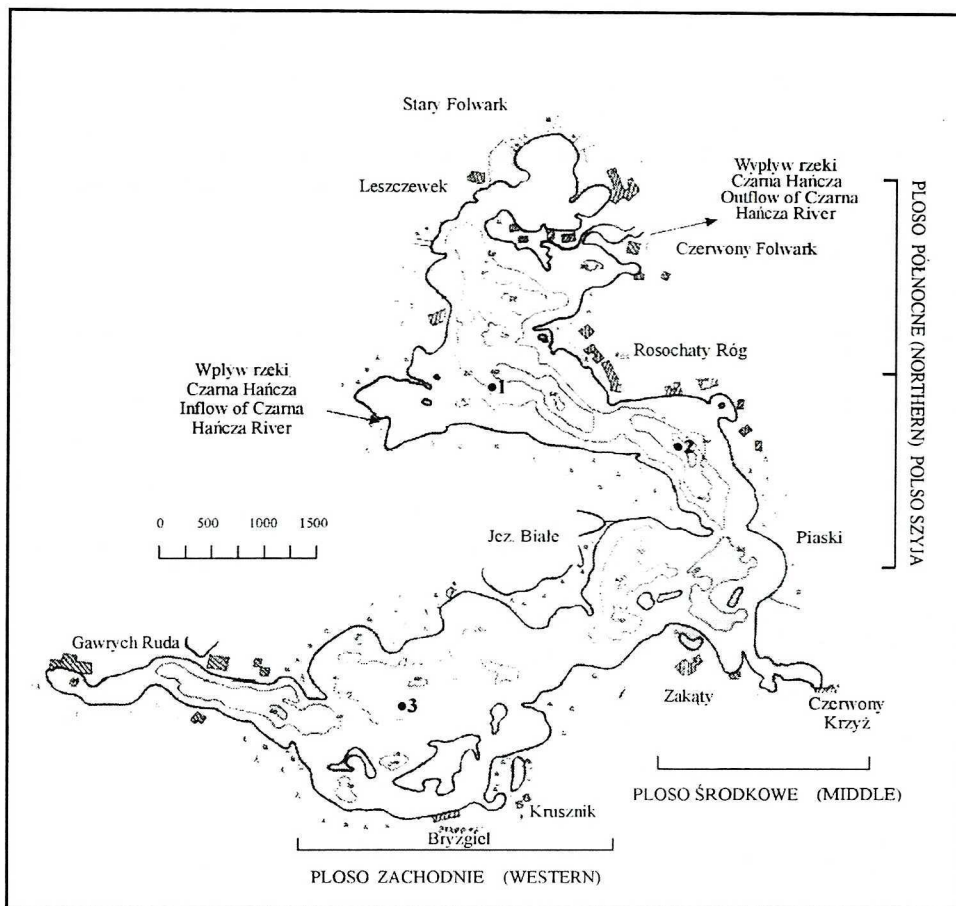 Stary Folwark
Leszczewek
Wypływ rzeki
Czarna Hańcza
Outflow of Czarna
Hańcza River
Czerwony Folwark
PLOSO PÓŁNOCNE (NORTHERN) POLSO SZYJA
Rosochaty Róg
Wpływ rzeki
Czarna Hańcza
Inflow of Czarna
Hańcza River
1
2
0 500 1000 1500
Jez. Białe
Piaski
Gawrych Ruda
3
Zakąty
Czerwony
Krzyż
PLOSO ŚRODKOWE (MIDDLE)
Krusznik
Bryzgiel
PLOSO ZACHODNIE (WESTERN)